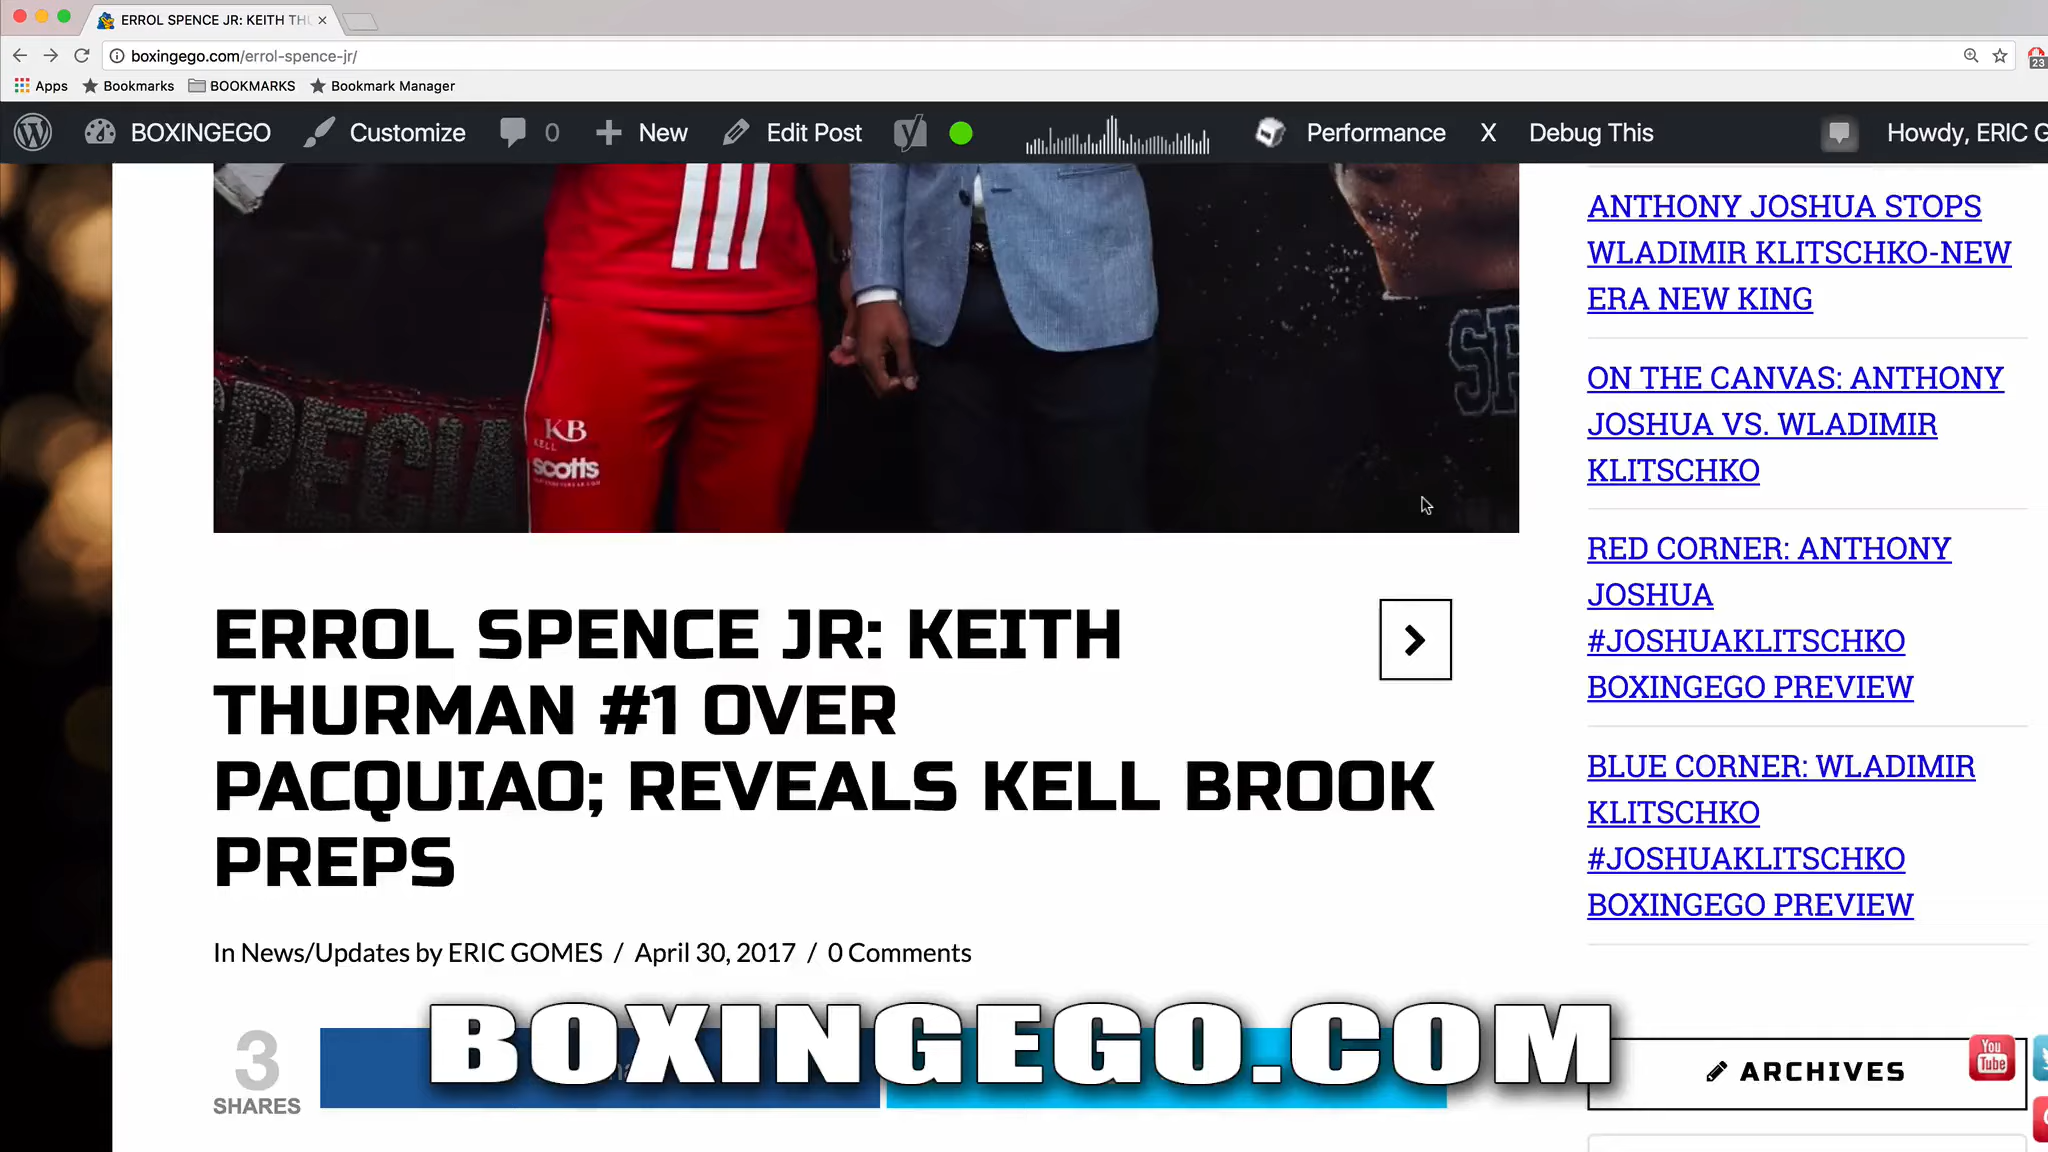 ERROL SPENCE JR: KEITH TH
boxingego.com/errol-spence-jr/
23
Apps Bookmarks BOOKMARKS Bookmark Manager
BOXINGEGO Customize 0 New Edit Post Performance X Debug This Howdy, ERIC G
SPECIA
KB
KELL
scotts
SP
ERROL SPENCE JR: KEITH
THURMAN #1 OVER
PACQUIAO; REVEALS KELL BROOK
PREPS
In News/Updates by ERIC GOMES / April 30, 2017 / 0 Comments
3
SHARES
BOXINGEGO.COM
ANTHONY JOSHUA STOPS
WLADIMIR KLITSCHKO-NEW
ERA NEW KING
ON THE CANVAS: ANTHONY
JOSHUA VS. WLADIMIR
KLITSCHKO
RED CORNER: ANTHONY
JOSHUA
#JOSHUAKLITSCHKO
BOXINGEGO PREVIEW
BLUE CORNER: WLADIMIR
KLITSCHKO
#JOSHUAKLITSCHKO
BOXINGEGO PREVIEW
ARCHIVES
You
Tube